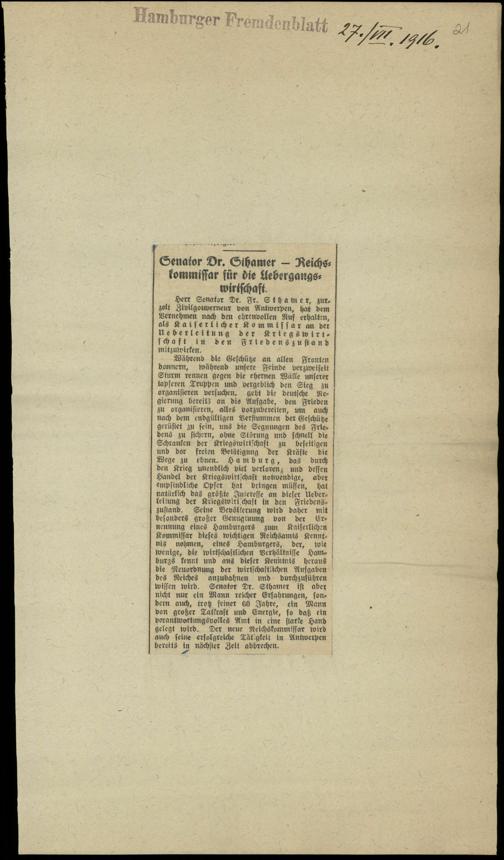 Hamburger Fremdenblatt 27./VII. 1916. 21
Senator Dr. Sthamer — Reichs-
kommissar für die Uebergangs-
wirtschaft.
Herr Senator Dr. Fr. Sthamer, zur-
zeit Zivilgouverneur von Antwerpen, hat dem
Vernehmen nach den ehrenvollen Ruf erhalten,
als Kaiserlicher Kommissar an der
Ueberleitung der Kriegswirt-
schaft in den Friedenszustand
mitzuwirken.
Während die Geschütze an allen Fronten
donnern, während unsere Feinde verzweifelt
Sturm rennen gegen die ehernen Wälle unserer
tapferen Truppen und vergeblich den Sieg zu
organisieren versuchen, geht die deutsche Re-
gierung bereits an die Aufgabe, den Frieden
zu organisieren, alles vorzubereiten, um auch
nach dem endgültigen Verstummen der Geschütze
gerüstet zu sein, uns die Segnungen des Frie-
dens zu sichern, ohne Störung und schnell die
Schranken der Kriegswirtschaft zu beseitigen
und der freien Betätigung der Kräfte die
Wege zu ebnen. Hamburg, das durch
den Krieg unendlich viel verloren, und dessen
Handel der Kriegswirtschaft notwendige, aber
empfindliche Opfer hat bringen müssen, hat
natürlich das größte Interesse an dieser Ueber-
leitung der Kriegswirtschaft in den Friedens-
zustand. Seine Bevölkerung wird daher mit
besonders großer Genugtuung von der Er-
nennung eines Hamburgers zum Kaiserlichen
Kommissar dieses wichtigen Reichsamts Kennt-
nis nehmen, eines Hamburgers, der, wie
wenige, die wirtschaftlichen Verhältnisse Ham-
burgs kennt und aus dieser Kenntnis heraus
die Neuordnung der wirtschaftlichen Aufgaben
des Reiches anzubahnen und durchzuführen
wissen wird. Senator Dr. Sthamer ist aber
nicht nur ein Mann reicher Erfahrungen, son-
dern auch, trotz seiner 60 Jahre, ein Mann
von großer Tatkraft und Energie, so daß ein
verantwortungsvolles Amt in eine starke Hand
gelegt wird. Der neue Reichskommissar wird
auch seine erfolgreiche Tätigkeit in Antwerpen
bereits in nächster Zeit abbrechen.